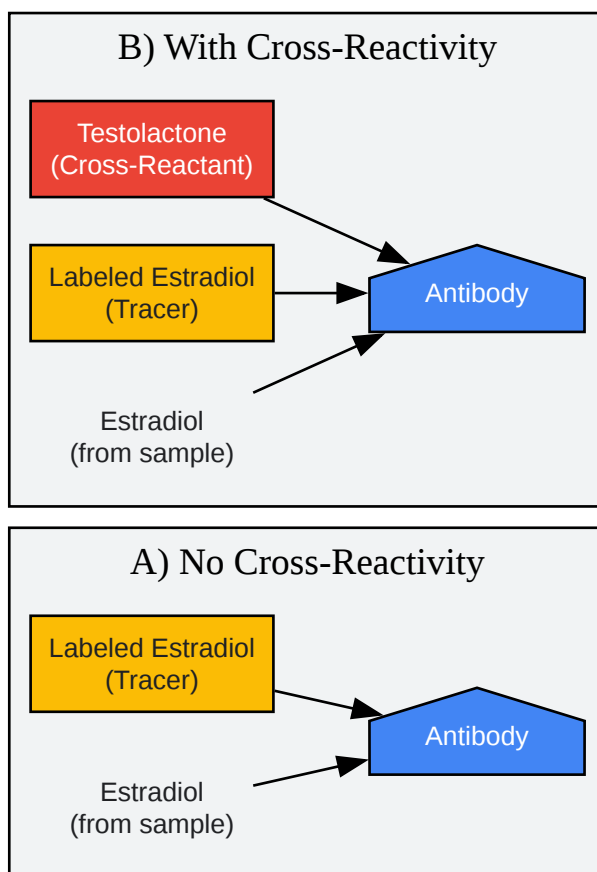 B) With Cross-Reactivity
Testolactone
(Cross-Reactant)
Labeled Estradiol
(Tracer)
Antibody
Estradiol
(from sample)
A) No Cross-Reactivity
Labeled Estradiol
(Tracer)
Antibody
Estradiol
(from sample)